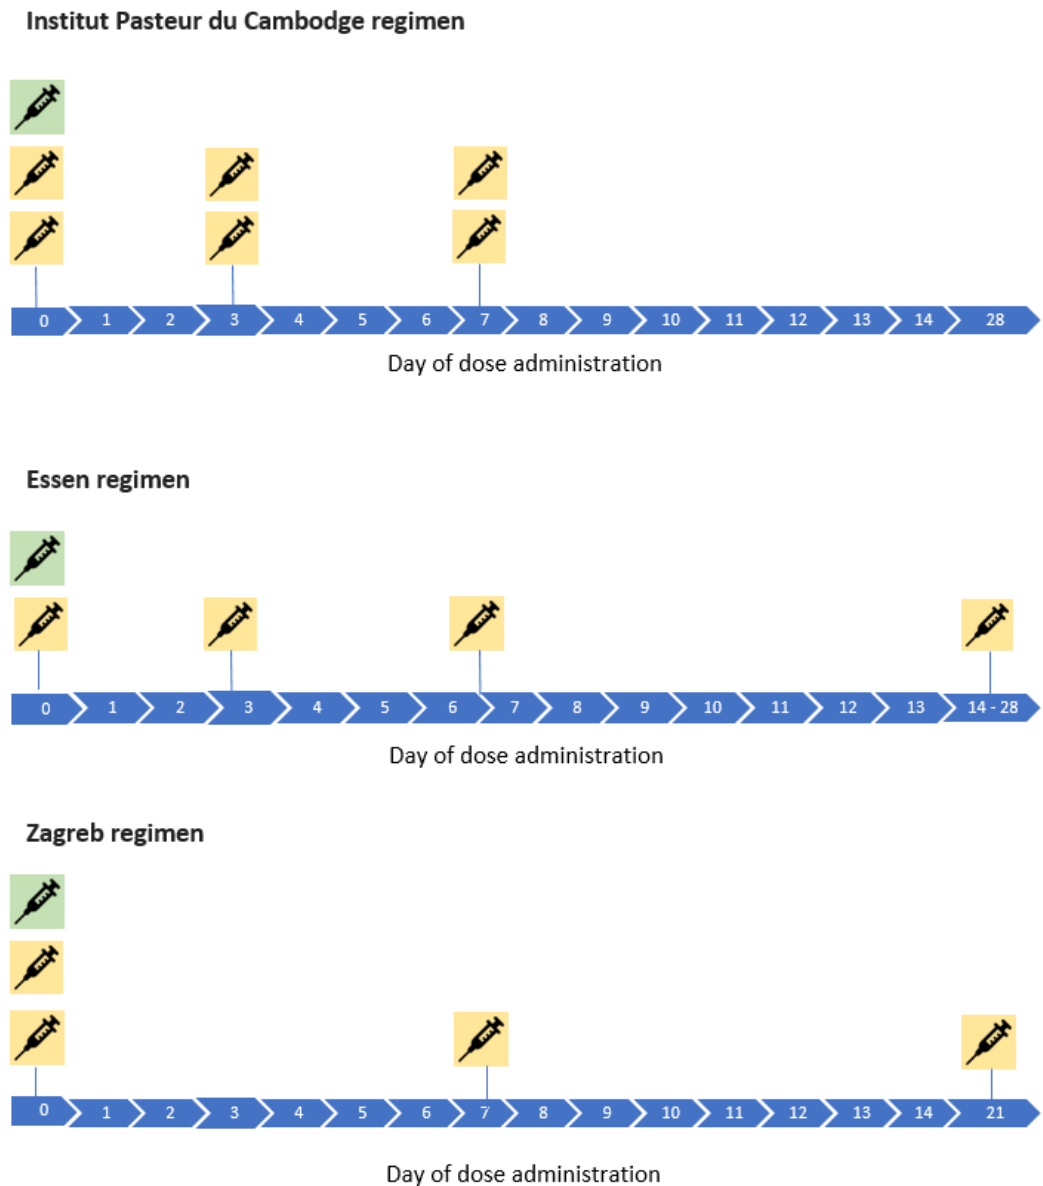 Institut Pasteur du Cambodge regimen
0 1 2 3 4 5 6 7 8 9 10 11 12 13 14 28
Day of dose administration
Essen regimen
0 1 2 3 4 5 6 7 8 9 10 11 12 13 14 - 28
Day of dose administration
Zagreb regimen
0 1 2 3 4 5 6 7 8 9 10 11 12 13 14 21
Day of dose administration